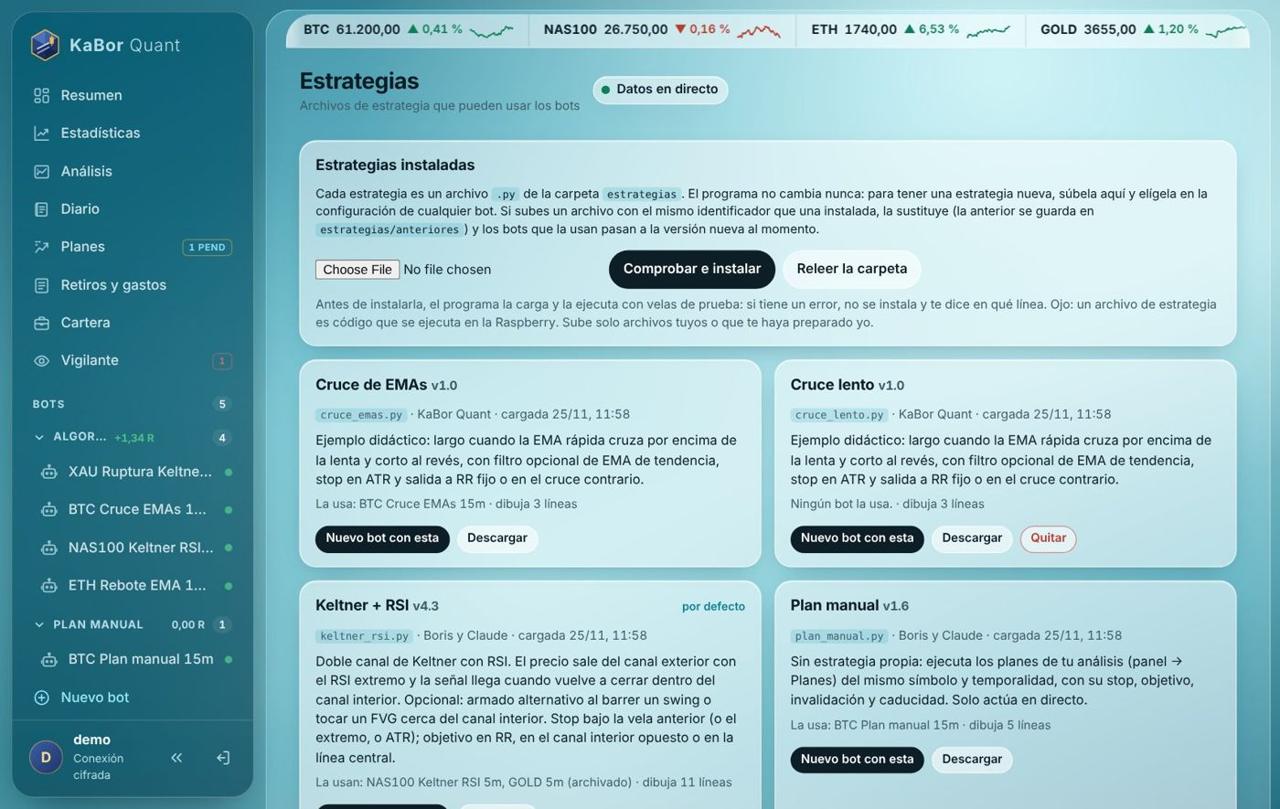 KaBor Quant
Resumen
Estadísticas
Análisis
Diario
Planes 1 PEND
Retiros y gastos
Cartera
Vigilante 1
BOTS 5
ALGOR... +1,34 R 4
XAU Ruptura Keltne...
BTC Cruce EMAs 1...
NAS100 Keltner RSI...
ETH Rebote EMA 1...
PLAN MANUAL 0,00 R 1
BTC Plan manual 15m
Nuevo bot
D demo
Conexión
cifrada
BTC 61.200,00 ▲ 0,41 % NAS100 26.750,00 ▼ 0,16 % ETH 1740,00 ▲ 6,53 % GOLD 3655,00 ▲ 1,20 %
Estrategias
Archivos de estrategia que pueden usar los bots
Datos en directo
Estrategias instaladas
Cada estrategia es un archivo .py de la carpeta estrategias. El programa no cambia nunca: para tener una estrategia nueva, súbela aquí y elígela en la
configuración de cualquier bot. Si subes un archivo con el mismo identificador que una instalada, la sustituye (la anterior se guarda en
estrategias/anteriores) y los bots que la usan pasan a la versión nueva al momento.
Choose File No file chosen
Comprobar e instalar
Releer la carpeta
Antes de instalarla, el programa la carga y la ejecuta con velas de prueba: si tiene un error, no se instala y te dice en qué línea. Ojo: un archivo de estrategia
es código que se ejecuta en la Raspberry. Sube solo archivos tuyos o que te haya preparado yo.
Cruce de EMAs v1.0
cruce_emas.py · KaBor Quant · cargada 25/11, 11:58
Ejemplo didáctico: largo cuando la EMA rápida cruza por encima de
la lenta y corto al revés, con filtro opcional de EMA de tendencia,
stop en ATR y salida a RR fijo o en el cruce contrario.
La usa: BTC Cruce EMAs 15m · dibuja 3 líneas
Nuevo bot con esta
Descargar
Cruce lento v1.0
cruce_lento.py · KaBor Quant · cargada 25/11, 11:58
Ejemplo didáctico: largo cuando la EMA rápida cruza por encima de
la lenta y corto al revés, con filtro opcional de EMA de tendencia,
stop en ATR y salida a RR fijo o en el cruce contrario.
Ningún bot la usa. · dibuja 3 líneas
Nuevo bot con esta
Descargar
Quitar
Keltner + RSI v4.3 por defecto
keltner_rsi.py · Boris y Claude · cargada 25/11, 11:58
Doble canal de Keltner con RSI. El precio sale del canal exterior con
el RSI extremo y la señal llega cuando vuelve a cerrar dentro del
canal interior. Opcional: armado alternativo al barrer un swing o
tocar un FVG cerca del canal interior. Stop bajo la vela anterior (o el
extremo, o ATR); objetivo en RR, en el canal interior opuesto o en la
línea central.
La usan: NAS100 Keltner RSI 5m, GOLD 5m (archivado) · dibuja 11 líneas
Plan manual v1.6
plan_manual.py · Boris y Claude · cargada 25/11, 11:58
Sin estrategia propia: ejecuta los planes de tu análisis (panel →
Planes) del mismo símbolo y temporalidad, con su stop, objetivo,
invalidación y caducidad. Solo actúa en directo.
La usa: BTC Plan manual 15m · dibuja 5 líneas
Nuevo bot con esta
Descargar